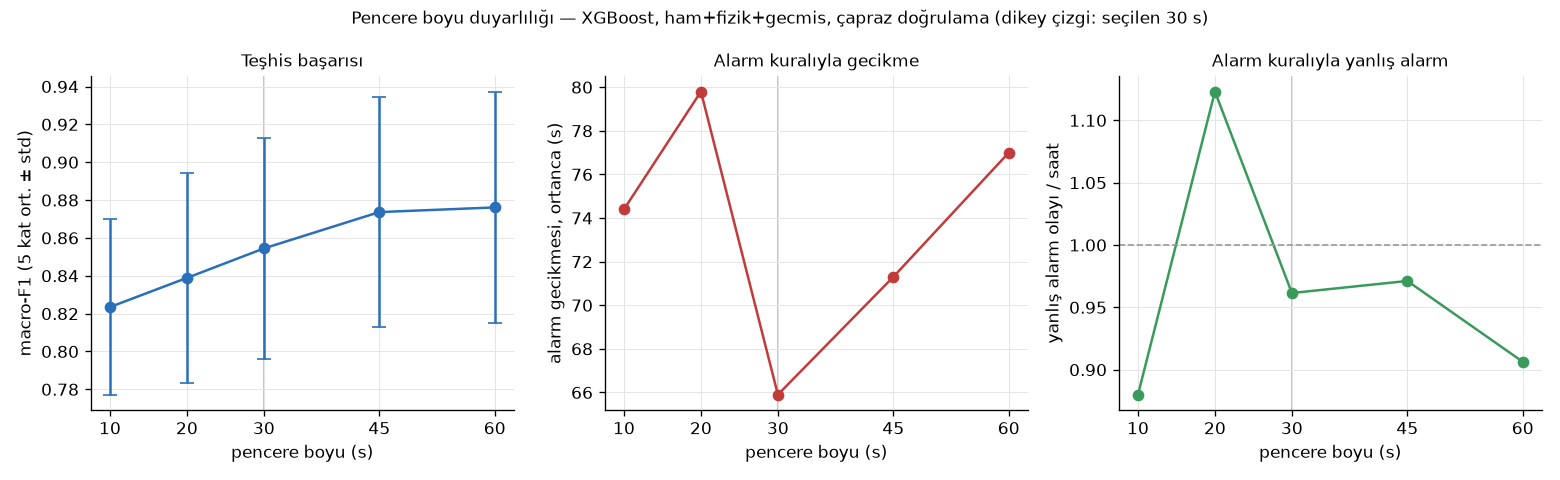 Pencere boyu duyarlılığı — XGBoost, ham+fizik+gecmis, çapraz doğrulama (dikey çizgi: seçilen 30 s)
Teşhis başarısı
macro-F1 (5 kat ort. ± std)
0.94
0.92
0.90
0.88
0.86
0.84
0.82
0.80
0.78
10 20 30 45 60
pencere boyu (s)
Alarm kuralıyla gecikme
alarm gecikmesi, ortanca (s)
80
78
76
74
72
70
68
66
10 20 30 45 60
pencere boyu (s)
Alarm kuralıyla yanlış alarm
yanlış alarm olayı / saat
1.10
1.05
1.00
0.95
0.90
10 20 30 45 60
pencere boyu (s)